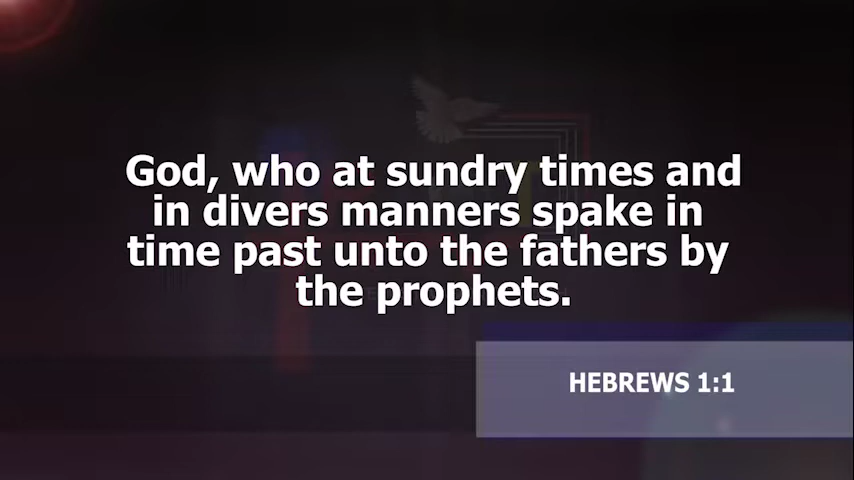 God, who at sundry times and
in divers manners spake in
time past unto the fathers by
the prophets.
HEBREWS 1:1